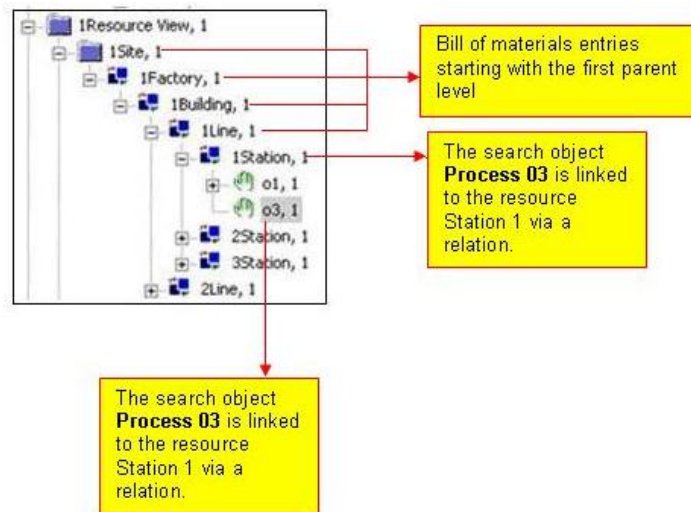 1Resource View, 1
1Site, 1
1Factory, 1
1Building, 1
1Line, 1
1Station, 1
o1, 1
o3, 1
2Station, 1
3Station, 1
2Line, 1
Bill of materials entries
starting with the first parent
level
The search object
Process 03 is linked
to the resource
Station 1 via a
relation.
The search object
Process 03 is linked
to the resource
Station 1 via a
relation.